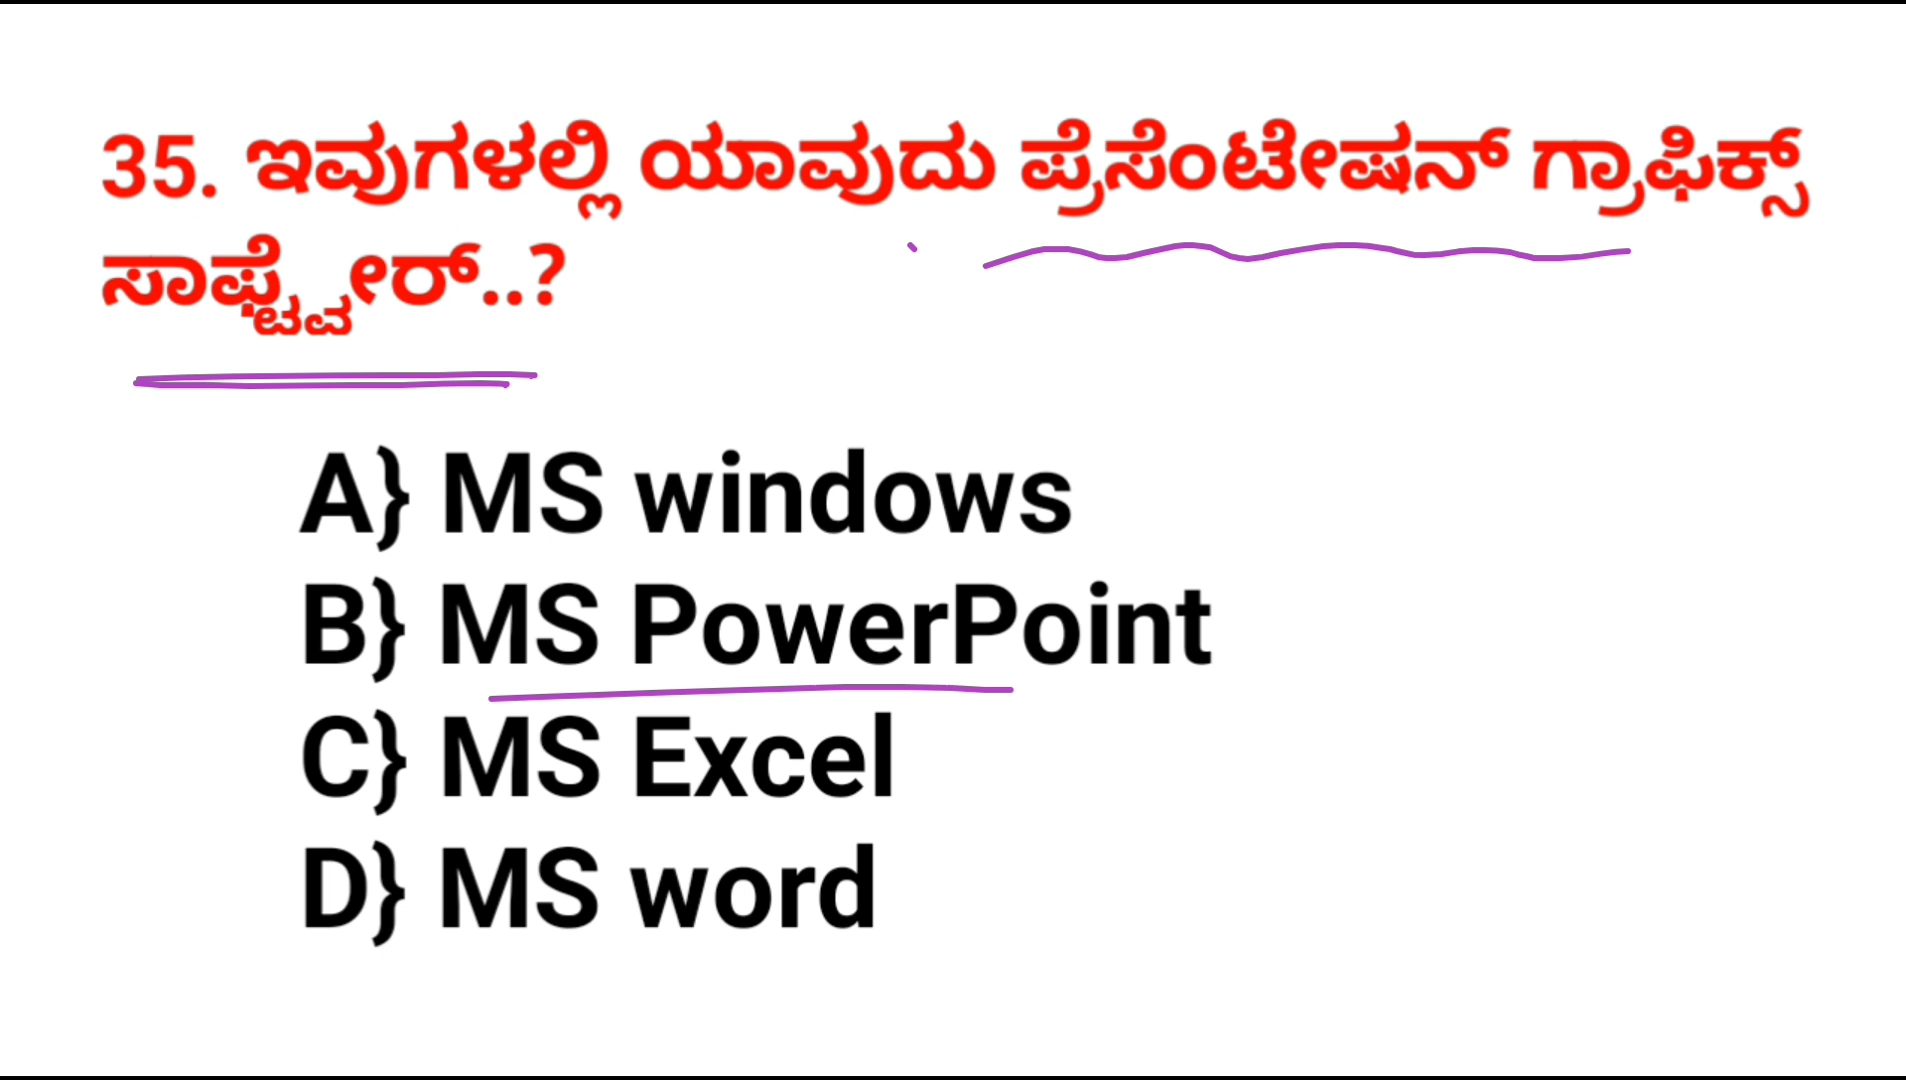 35. ಇವುಗಳಲ್ಲಿ ಯಾವುದು ಪ್ರೆಸೆಂಟೇಷನ್ ಗ್ರಾಫಿಕ್ಸ್
ಸಾಫ್ಟ್ವೇರ್..?
A} MS windows
B} MS PowerPoint
C} MS Excel
D} MS word